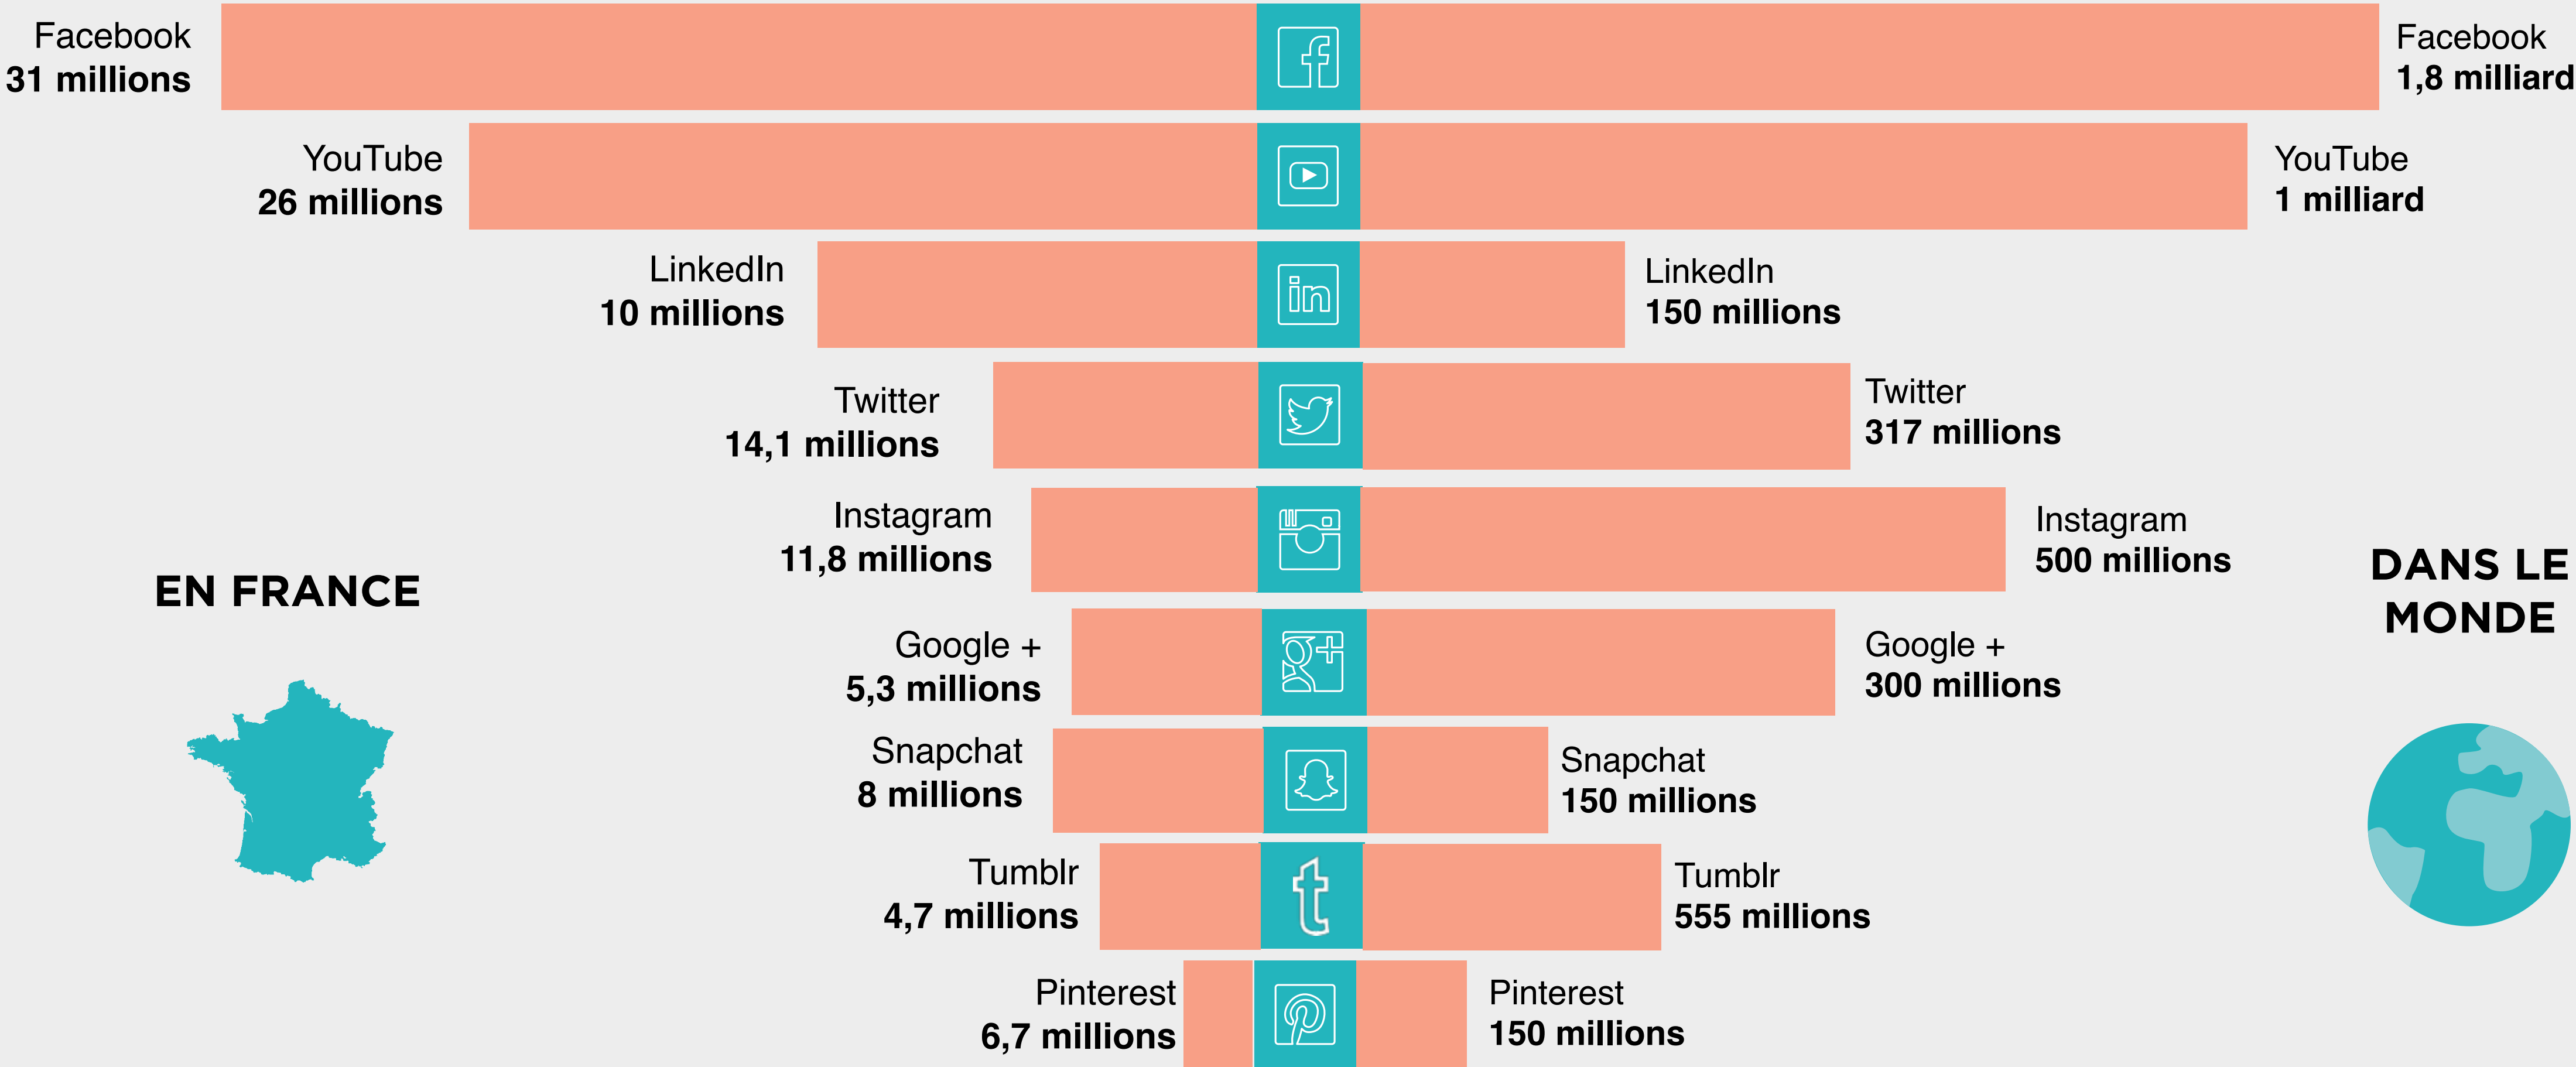 Facebook
31 millions
Facebook
1,8 milliard
YouTube
26 millions
YouTube
1 milliard
LinkedIn
10 millions
in
LinkedIn
150 millions
Twitter
14,1 millions
Twitter
317 millions
Instagram
11,8 millions
Instagram
500 millions
EN FRANCE
DANS LE
MONDE
Google +
5,3 millions
g+
Google +
300 millions
Snapchat
8 millions
Snapchat
150 millions
Tumblr
4,7 millions
t
Tumblr
555 millions
Pinterest
6,7 millions
Pinterest
150 millions